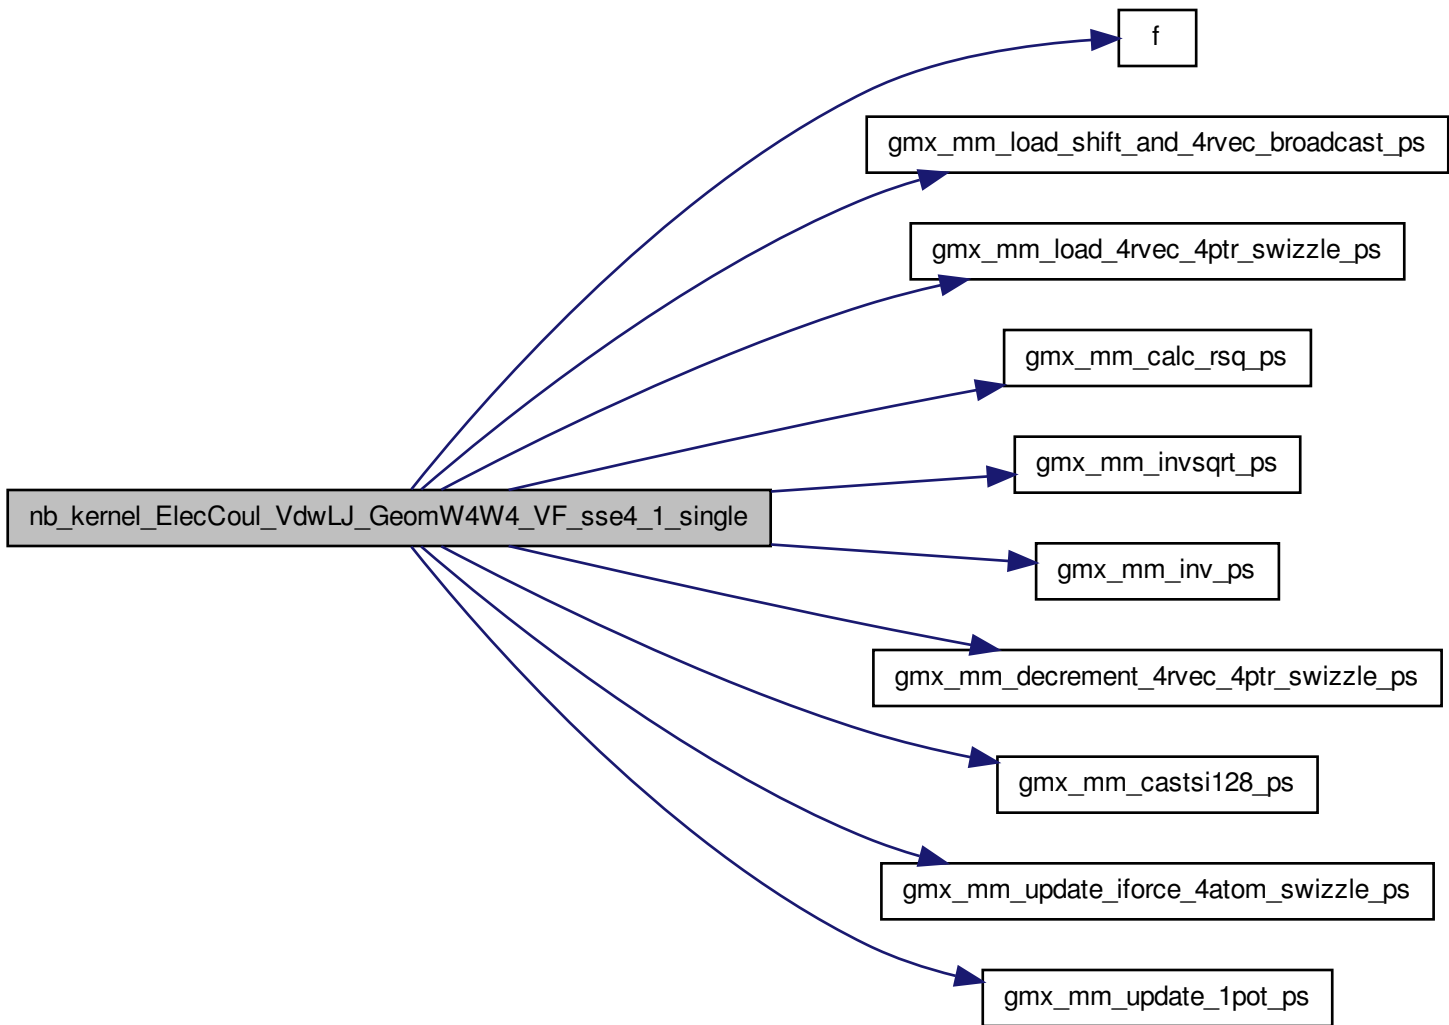 f
gmx_mm_load_shift_and_4rvec_broadcast_ps
gmx_mm_load_4rvec_4ptr_swizzle_ps
gmx_mm_calc_rsq_ps
gmx_mm_invsqrt_ps
nb_kernel_ElecCoul_VdwLJ_GeomW4W4_VF_sse4_1_single
gmx_mm_inv_ps
gmx_mm_decrement_4rvec_4ptr_swizzle_ps
gmx_mm_castsi128_ps
gmx_mm_update_iforce_4atom_swizzle_ps
gmx_mm_update_1pot_ps